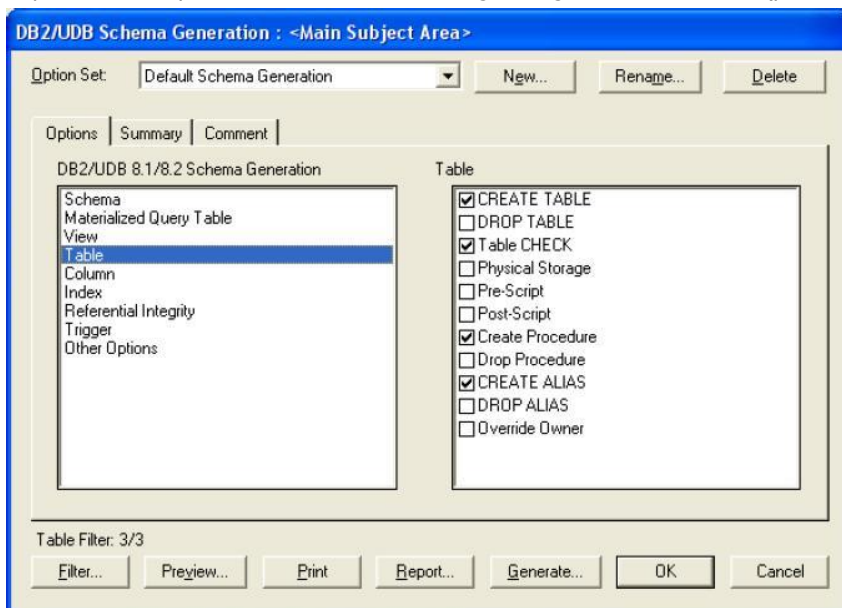 DB2/UDB Schema Generation : <Main Subject Area>
Option Set: Default Schema Generation New... Rename... Delete
Options Summary Comment
DB2/UDB 8.1/8.2 Schema Generation
Schema
Materialized Query Table
View
Table
Column
Index
Referential Integrity
Trigger
Other Options
Table
CREATE TABLE
DROP TABLE
Table CHECK
Physical Storage
Pre-Script
Post-Script
Create Procedure
Drop Procedure
CREATE ALIAS
DROP ALIAS
Override Owner
Table Filter: 3/3
Filter... Preview... Print Report... Generate... OK Cancel